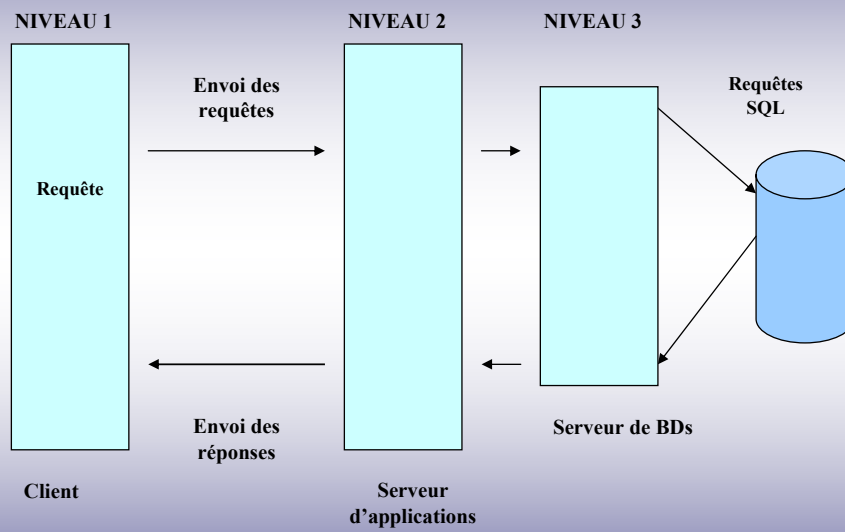 NIVEAU 1
NIVEAU 2
NIVEAU 3
Envoi des
requêtes
Requêtes
SQL
Requête
Envoi des
réponses
Serveur de BDs
Client
Serveur
d’applications